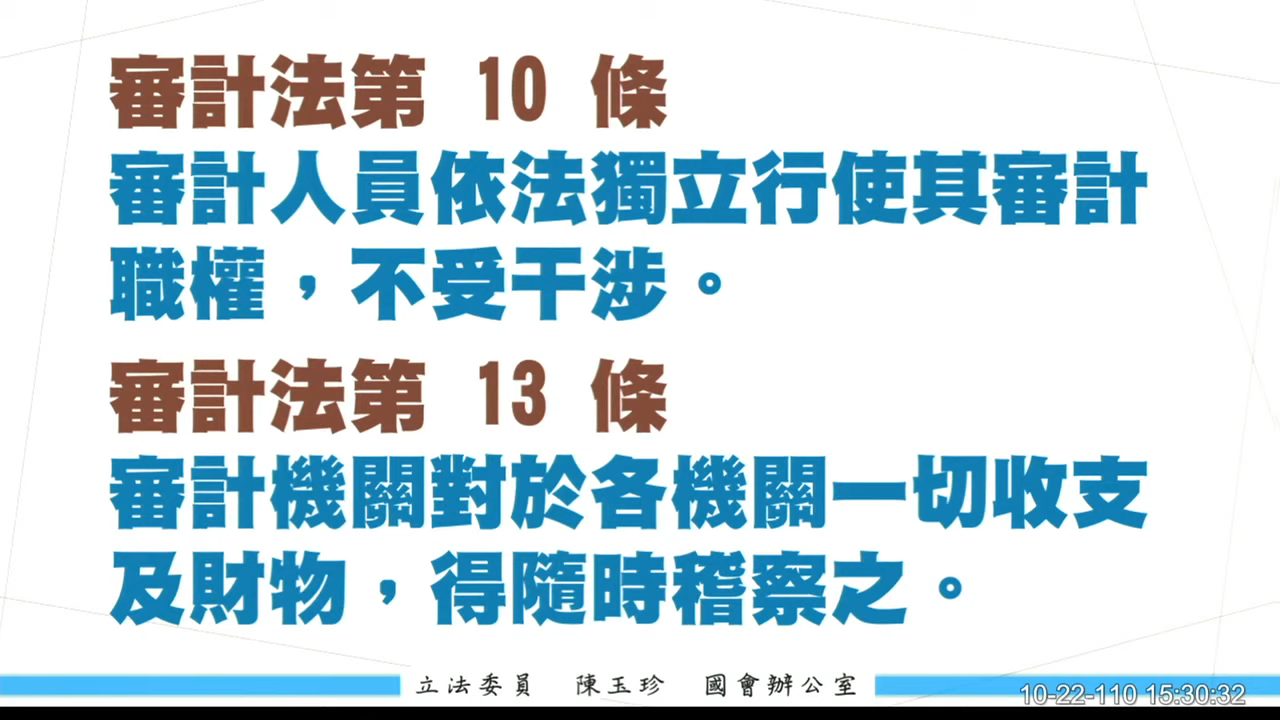 審計法第 10 條
審計人員依法獨立行使其審計
職權，不受干涉。
審計法第 13 條
審計機關對於各機關一切收支
及財物，得隨時稽察之。
立法委員 陳玉珍 國會辦公室
10-22-110 15:30:32